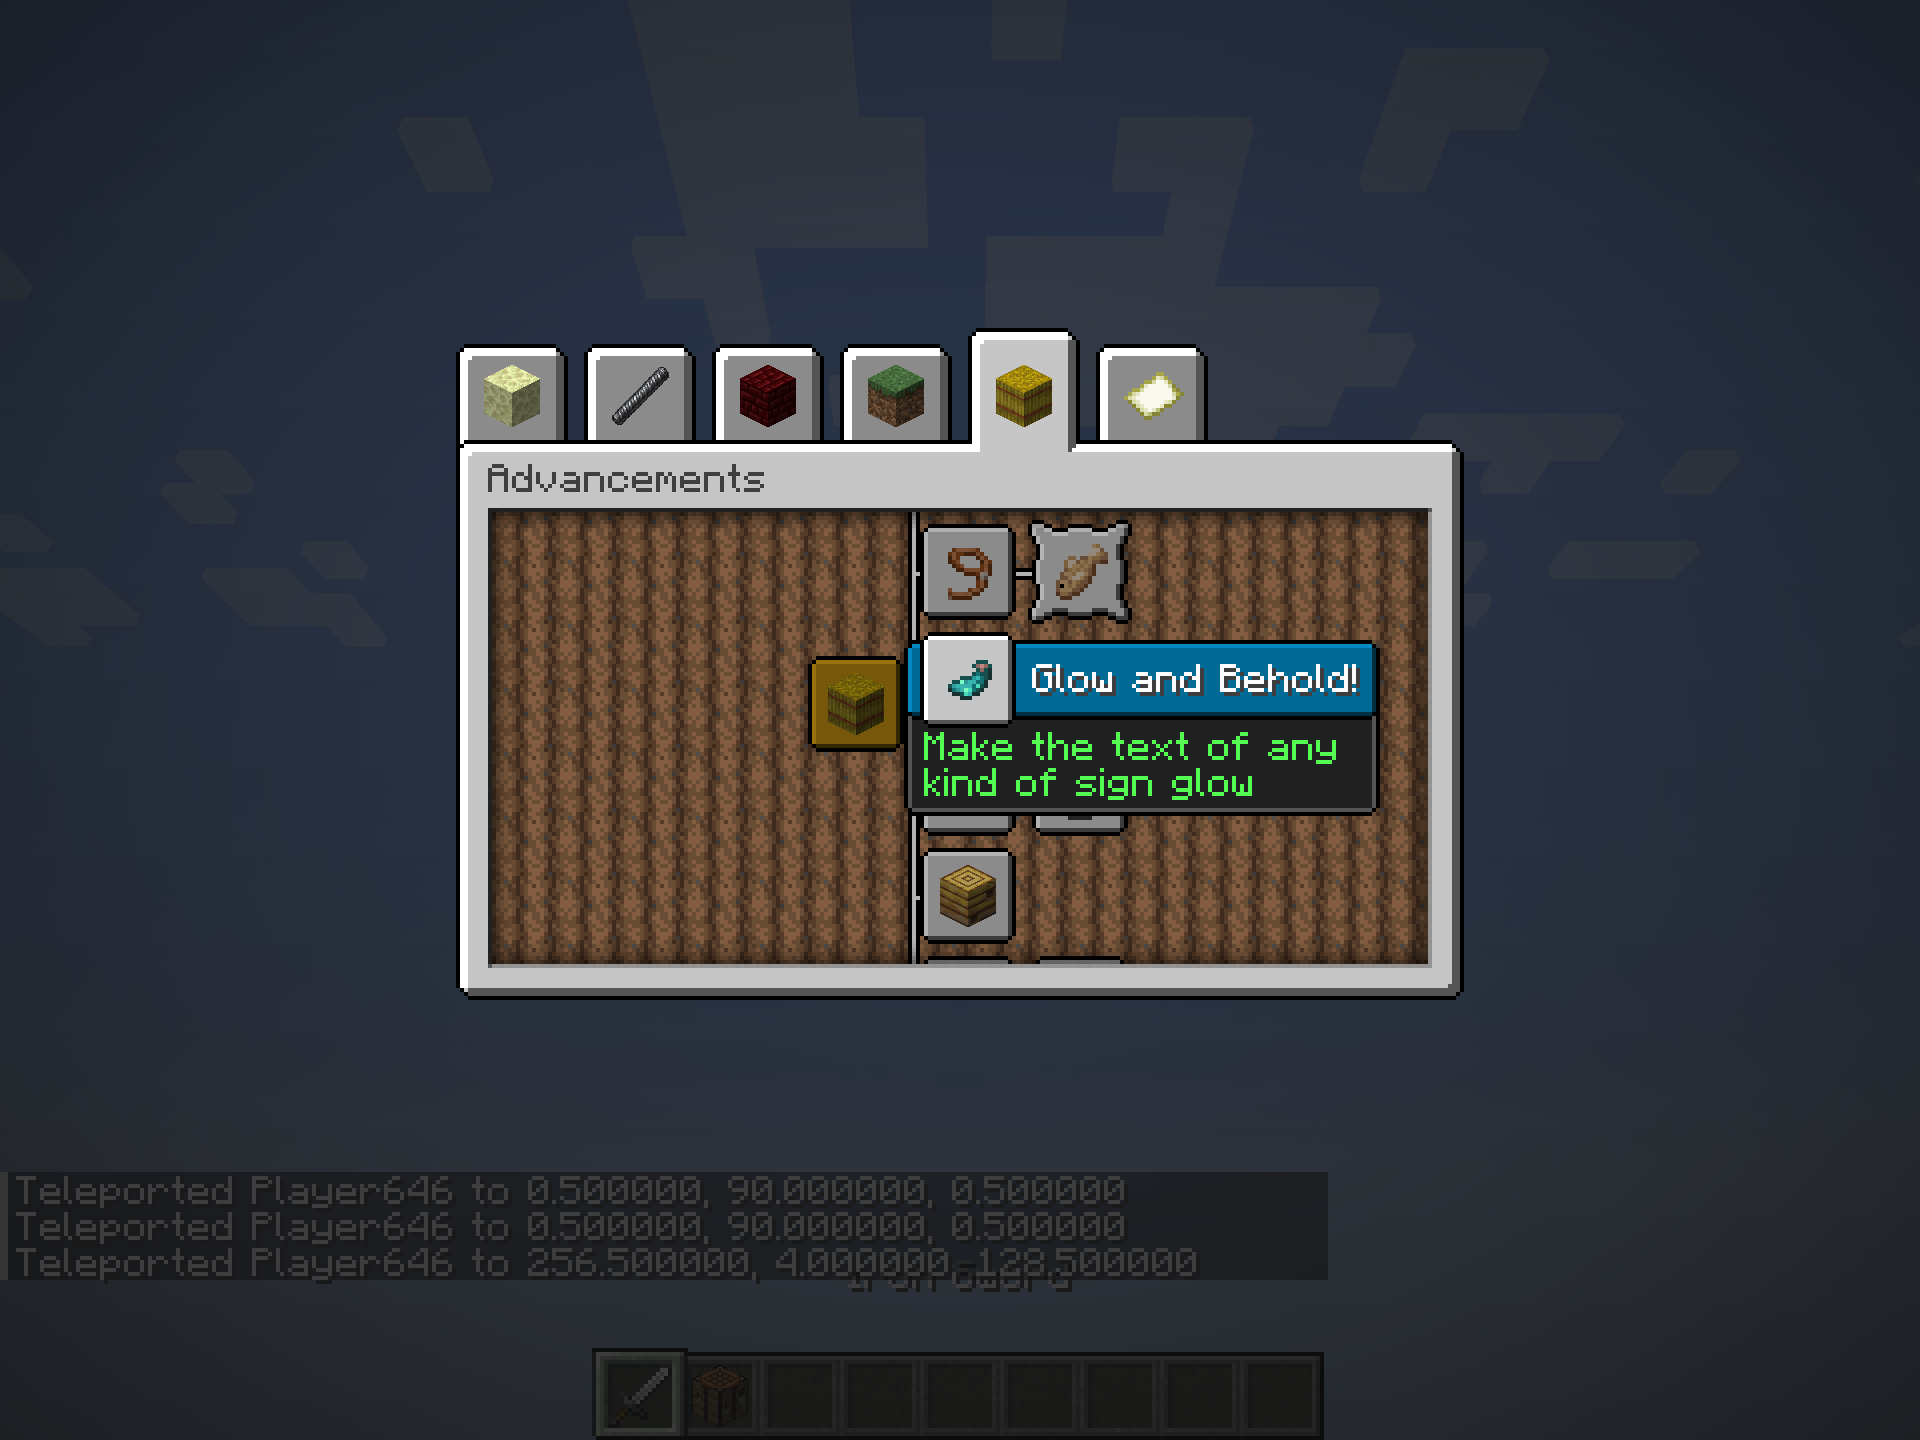 Advancements
Glow and Behold!
Make the text of any
kind of sign glow
Teleported Player646 to 0.500000, 90.000000, 0.500000
Teleported Player646 to 0.500000, 90.000000, 0.500000
Teleported Player646 to 256.500000, 4.000000, -128.500000
Iron Sword